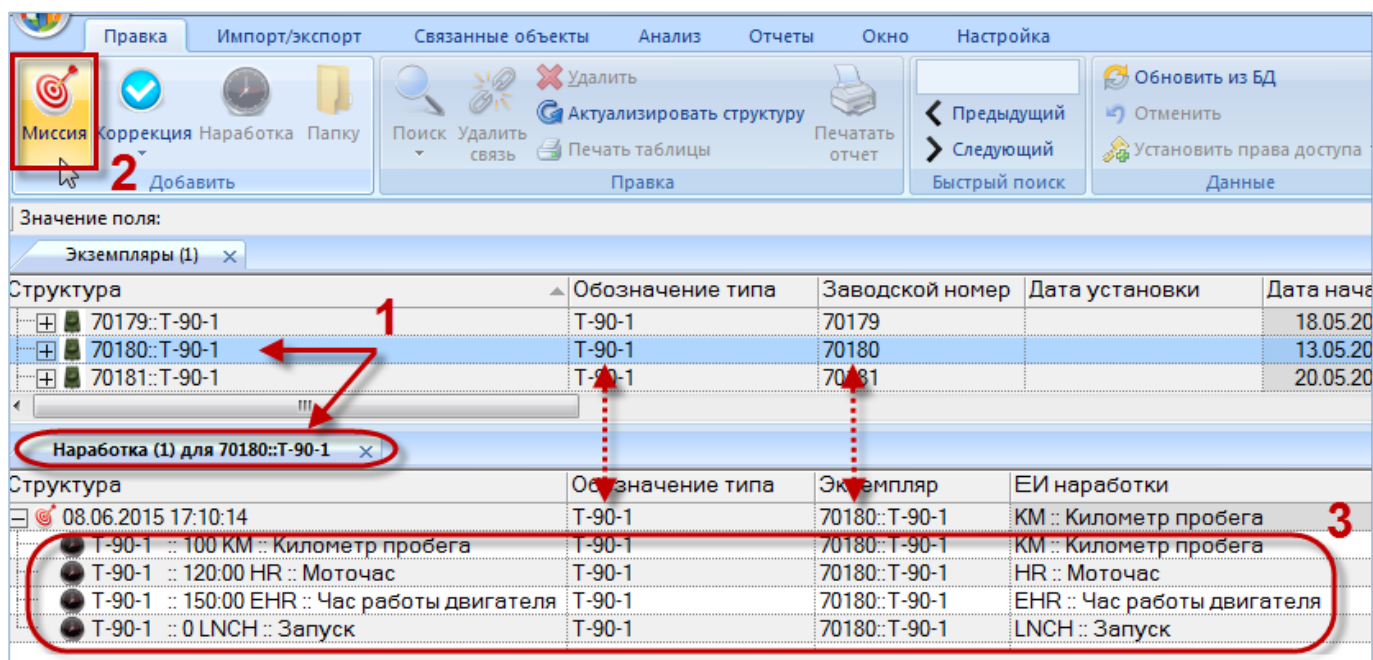 Правка Импорт/экспорт Связанные объекты Анализ Отчеты Окно Настройка
Миссия Коррекция Наработка Папку
2
Добавить
Поиск Удалить связь
Удалить
Актуализировать структуру
Печать таблицы
Печатать отчет
Правка
Предыдущий
Следующий
Быстрый поиск
Обновить из БД
Отменить
Установить права доступа
Данные
Значение поля:
Экземпляры (1)
Структура Обозначение типа Заводской номер Дата установки Дата нача
1
70179::Т-90-1 Т-90-1 70179 18.05.20
70180::Т-90-1 Т-90-1 70180 13.05.20
70181::Т-90-1 Т-90-1 70181 20.05.20
Наработка (1) для 70180::Т-90-1
Структура Обозначение типа Экземпляр ЕИ наработки
08.06.2015 17:10:14 Т-90-1 70180::Т-90-1 KM :: Километр пробега
3
Т-90-1 :: 100 KM :: Километр пробега Т-90-1 70180::Т-90-1 KM :: Километр пробега
Т-90-1 :: 120:00 HR :: Моточас Т-90-1 70180::Т-90-1 HR :: Моточас
Т-90-1 :: 150:00 EHR :: Час работы двигателя Т-90-1 70180::Т-90-1 EHR :: Час работы двигателя
Т-90-1 :: 0 LNCH :: Запуск Т-90-1 70180::Т-90-1 LNCH :: Запуск